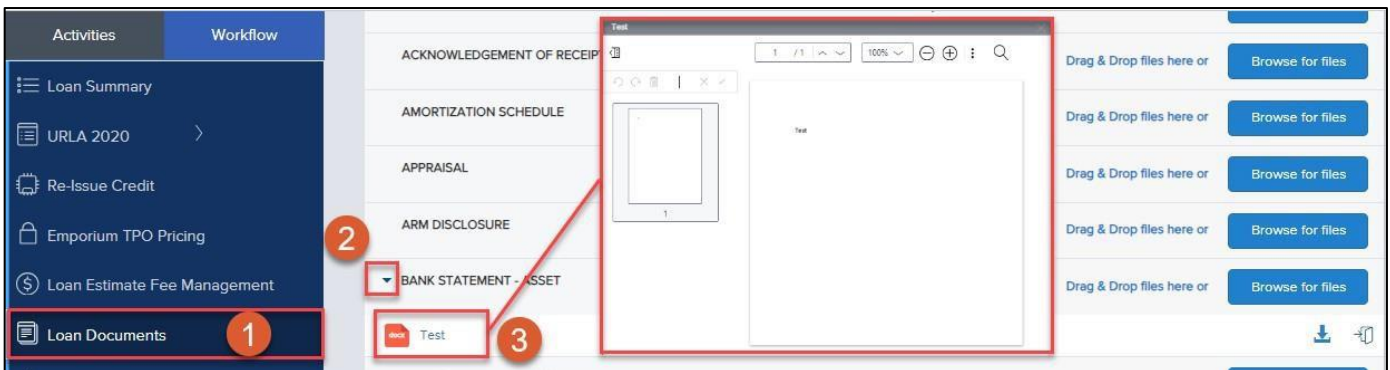 Activities
Workflow
Loan Summary
URLA 2020
Re-Issue Credit
Emporium TPO Pricing
Loan Estimate Fee Management
Loan Documents
1
2
3
ACKNOWLEDGEMENT OF RECEIP
Drag & Drop files here or
Browse for files
AMORTIZATION SCHEDULE
Drag & Drop files here or
Browse for files
APPRAISAL
Drag & Drop files here or
Browse for files
ARM DISCLOSURE
Drag & Drop files here or
Browse for files
BANK STATEMENT - ASSET
Drag & Drop files here or
Browse for files
docx
Test
Test
1 / 1
100%
Test
1